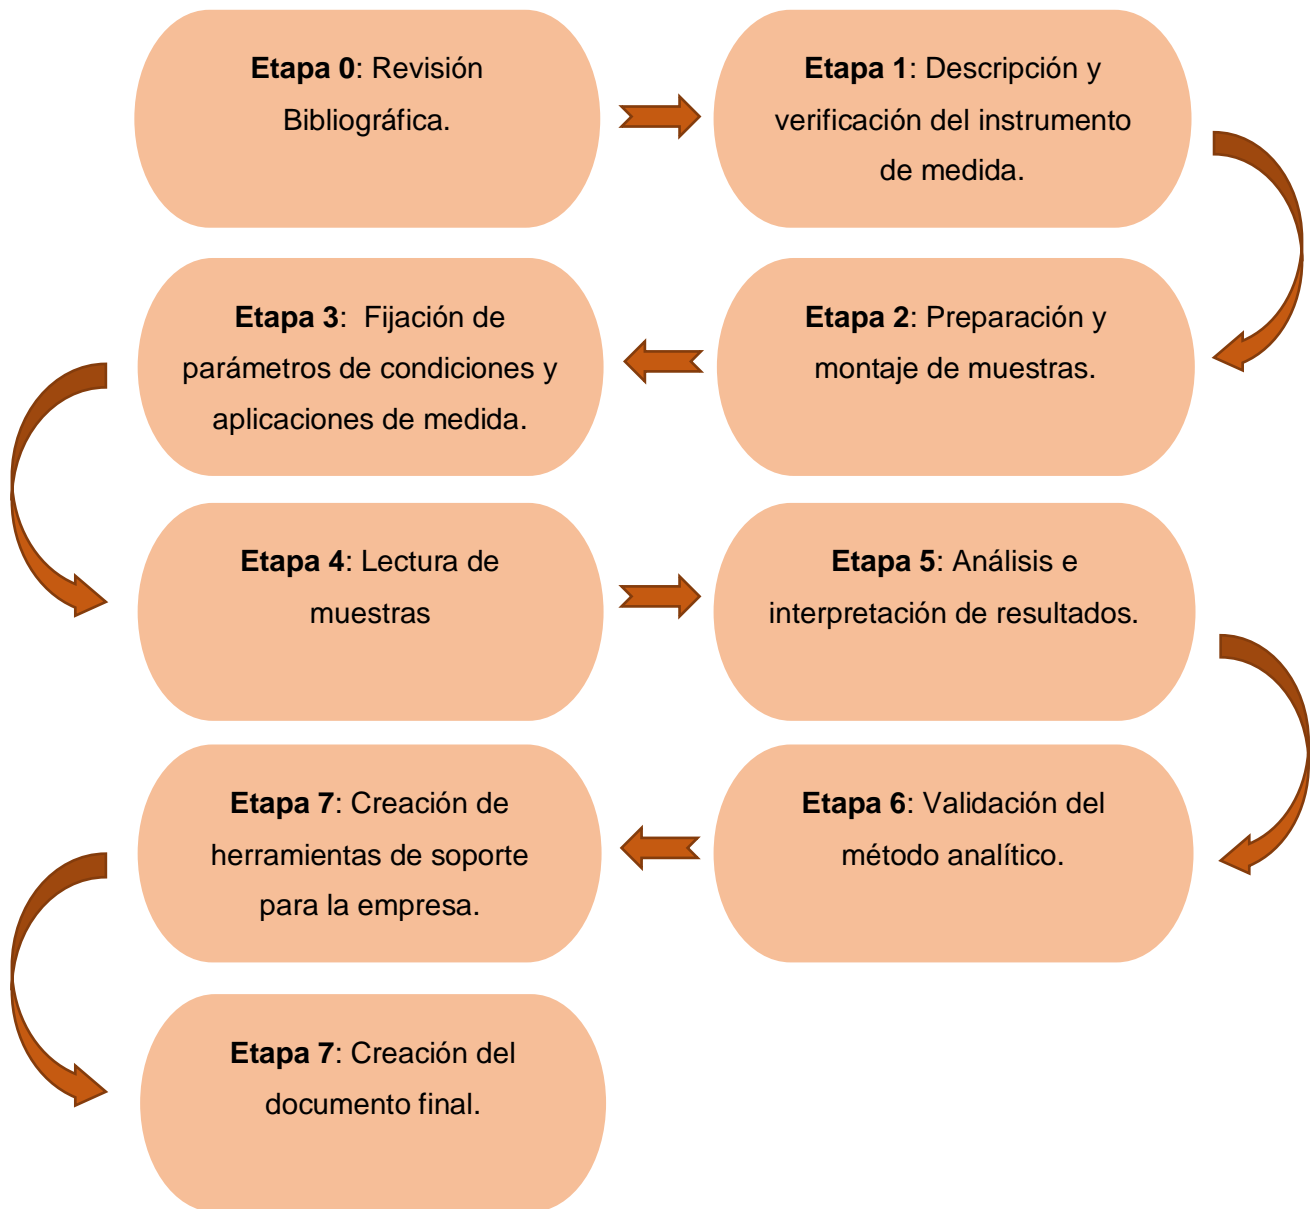 Etapa 0: Revisión
Bibliográfica.
Etapa 1: Descripción y
verificación del instrumento
de medida.
Etapa 2: Preparación y
montaje de muestras.
Etapa 3: Fijación de
parámetros de condiciones y
aplicaciones de medida.
Etapa 4: Lectura de
muestras
Etapa 5: Análisis e
interpretación de resultados.
Etapa 6: Validación del
método analítico.
Etapa 7: Creación de
herramientas de soporte
para la empresa.
Etapa 7: Creación del
documento final.